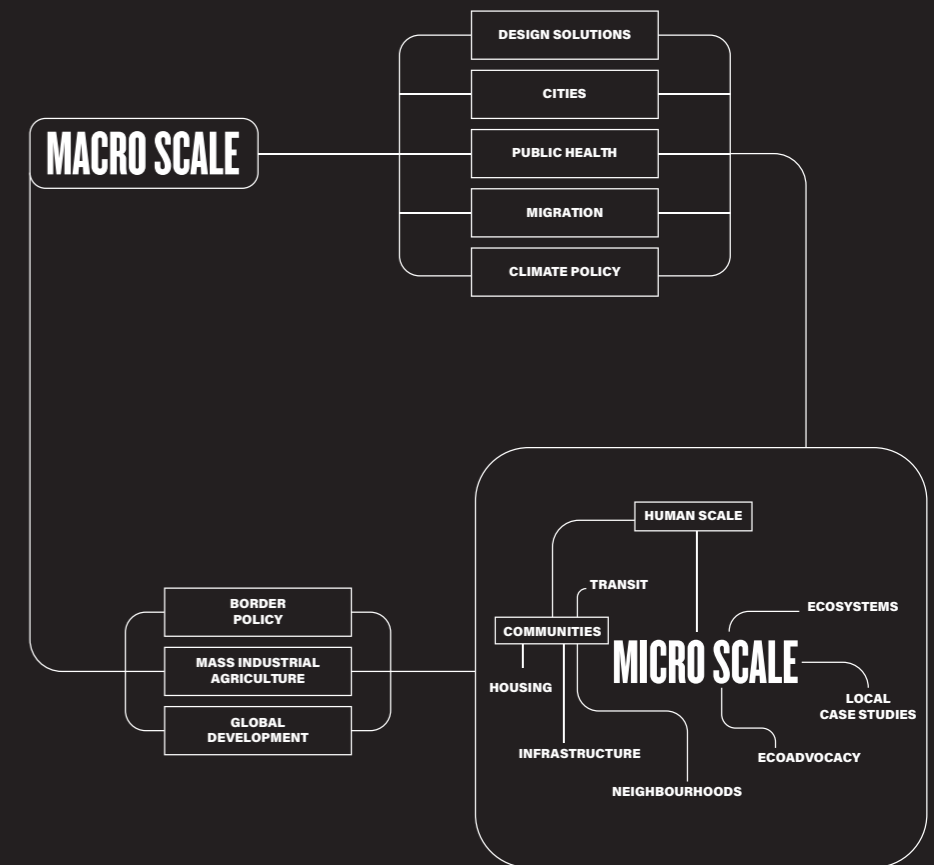 DESIGN SOLUTIONS
CITIES
MACRO SCALE
PUBLIC HEALTH
MIGRATION
CLIMATE POLICY
HUMAN SCALE
TRANSIT
BORDER
POLICY
ECOSYSTEMS
COMMUNITIES
MICRO SCALE
MASS INDUSTRIAL
AGRICULTURE
HOUSING
LOCAL
CASE STUDIES
GLOBAL
DEVELOPMENT
INFRASTRUCTURE
ECOADVOCACY
NEIGHBOURHOODS